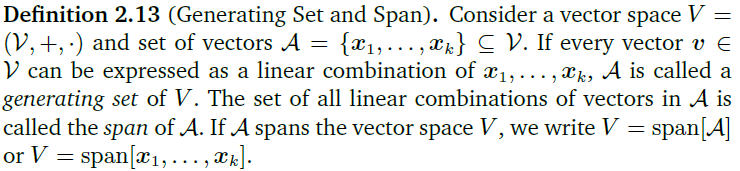 Definition 2.13 (Generating Set and Span). Consider a vector space V =
(𝒱, +, ·) and set of vectors 𝒜 = {x₁, . . . , xₖ} ⊆ 𝒱. If every vector v ∈
𝒱 can be expressed as a linear combination of x₁, . . . , xₖ, 𝒜 is called a
generating set of V. The set of all linear combinations of vectors in 𝒜 is
called the span of 𝒜. If 𝒜 spans the vector space V, we write V = span[𝒜]
or V = span[x₁, . . . , xₖ].